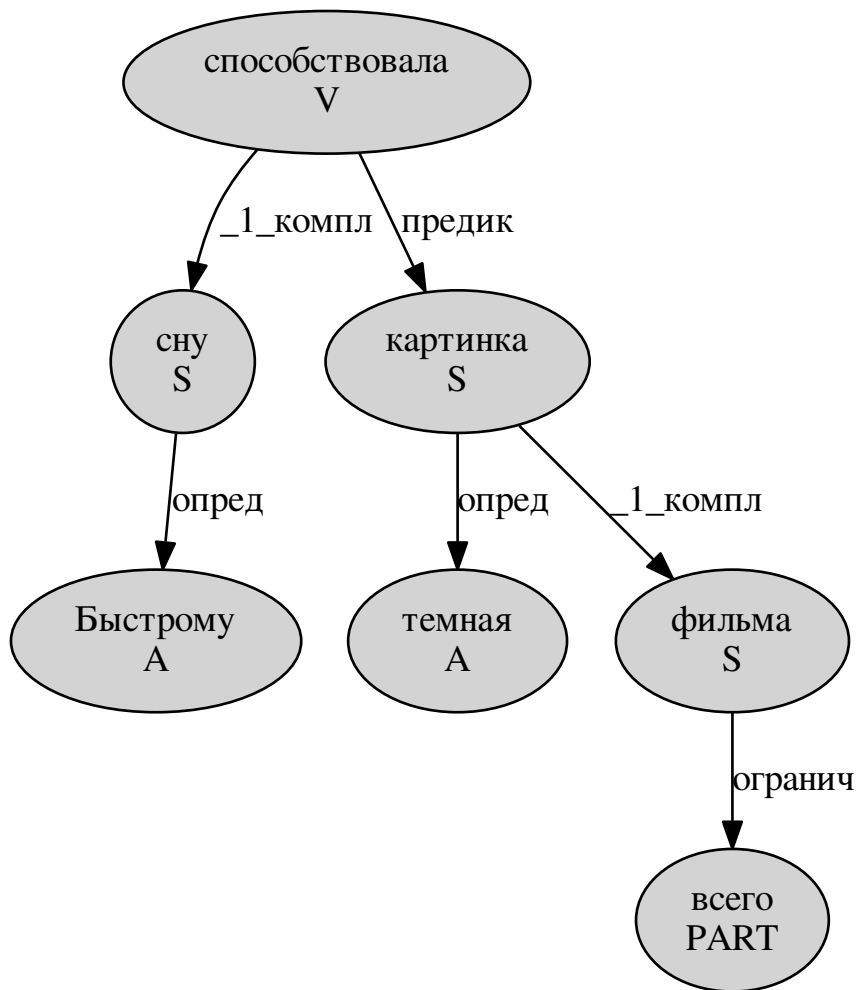 способствовала
V
_1_компл
предик
сну
S
картинка
S
опред
опред
_1_компл
Быстрому
A
темная
A
фильма
S
огранич
всего
PART